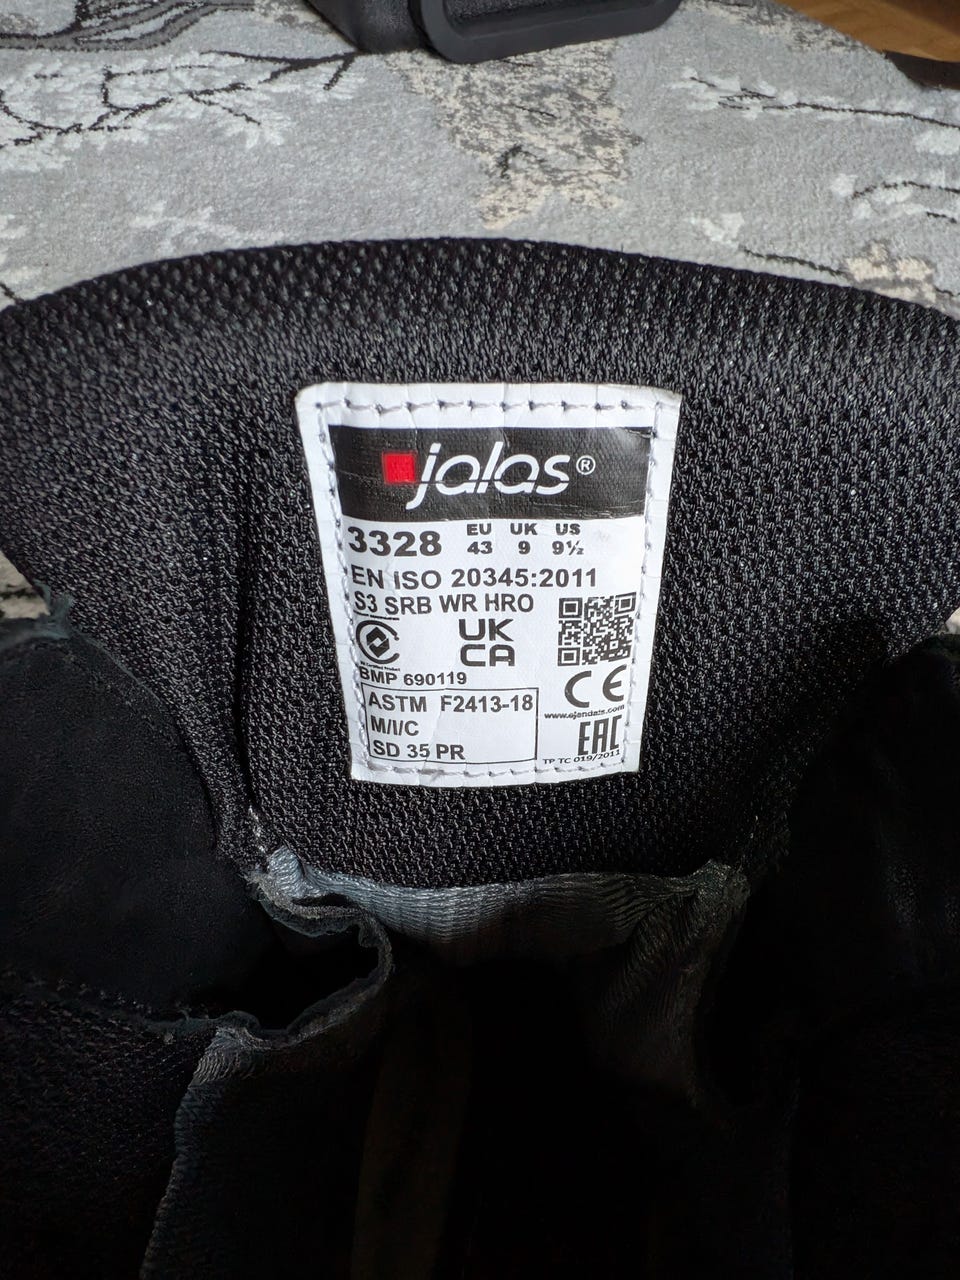 jalas®
3328 EU UK US
43 9 9½
EN ISO 20345:2011
S3 SRB WR HRO
UK
CA
BMP 690119
CE
ASTM F2413-18
M/I/C
SD 35 PR
www.ejendals.com
EAC
TP TC 019/2011